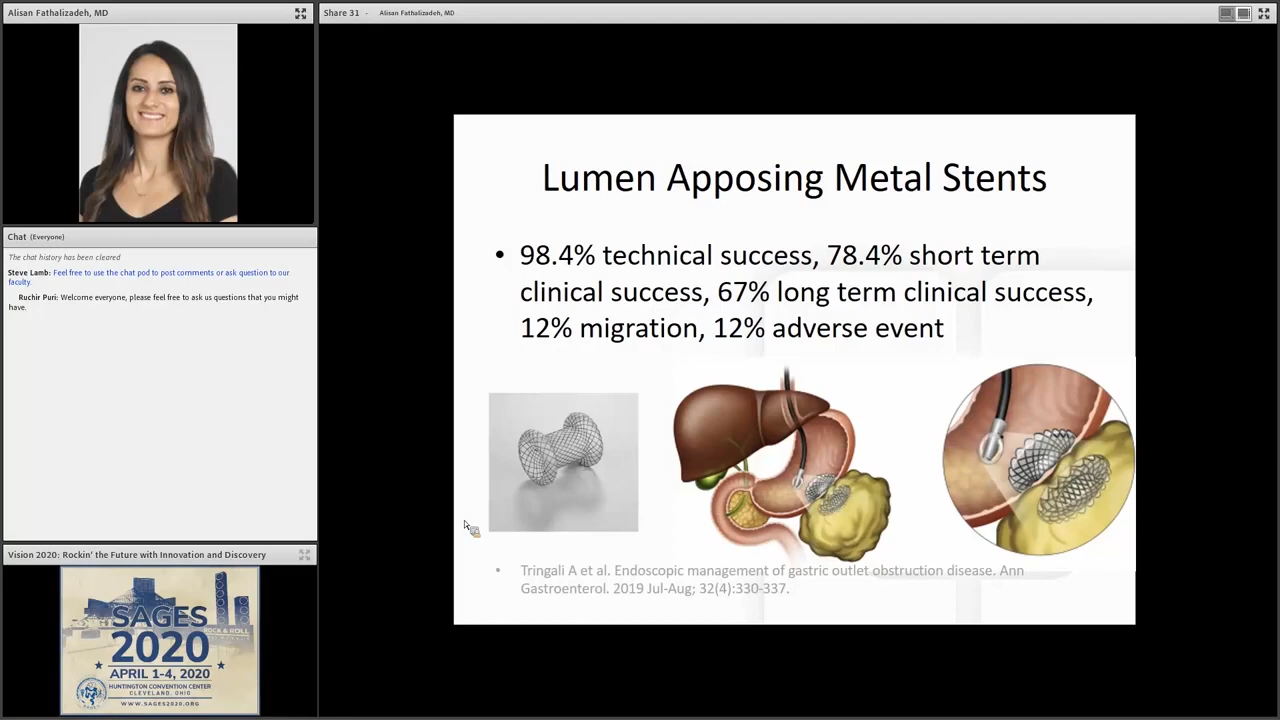 Alisan Fathalizadeh, MD
Chat (Everyone)
The chat history has been cleared
Steve Lamb: Feel free to use the chat pod to post comments or ask question to our
faculty.
Ruchir Puri: Welcome everyone, please feel free to ask us questions that you might
have.
Vision 2020: Rockin' the Future with Innovation and Discovery
SAGES
2020
ROCK & ROLL
APRIL 1-4, 2020
HUNTINGTON CONVENTION CENTER
CLEVELAND, OHIO
WWW.SAGES2020.ORG
Share 31 - Alisan Fathalizadeh, MD
Lumen Apposing Metal Stents
• 98.4% technical success, 78.4% short term
clinical success, 67% long term clinical success,
12% migration, 12% adverse event
• Tringali A et al. Endoscopic management of gastric outlet obstruction disease. Ann
Gastroenterol. 2019 Jul-Aug; 32(4):330-337.